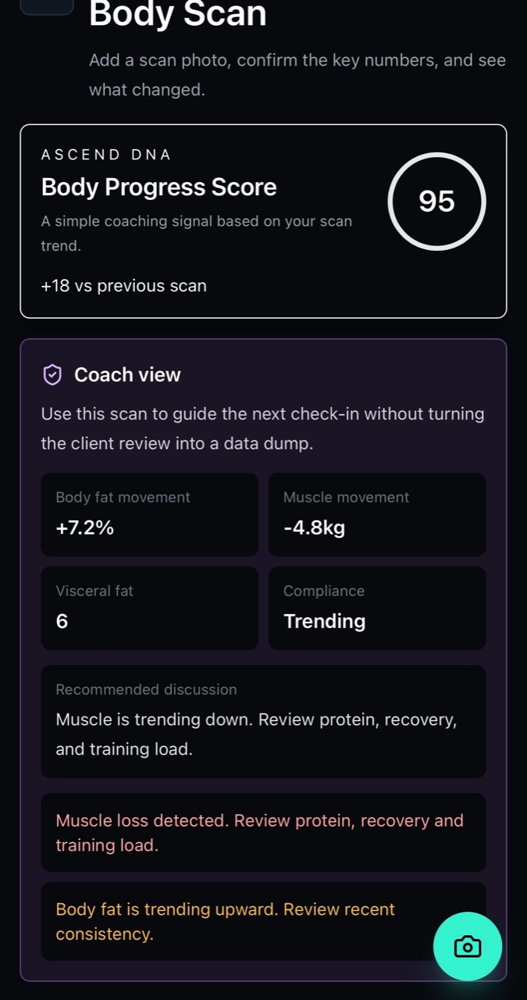 Body Scan
Add a scan photo, confirm the key numbers, and see
what changed.
ASCEND DNA
Body Progress Score
95
A simple coaching signal based on your scan
trend.
+18 vs previous scan
Coach view
Use this scan to guide the next check-in without turning
the client review into a data dump.
Body fat movement
+7.2%
Muscle movement
-4.8kg
Visceral fat
6
Compliance
Trending
Recommended discussion
Muscle is trending down. Review protein, recovery,
and training load.
Muscle loss detected. Review protein, recovery and
training load.
Body fat is trending upward. Review recent
consistency.